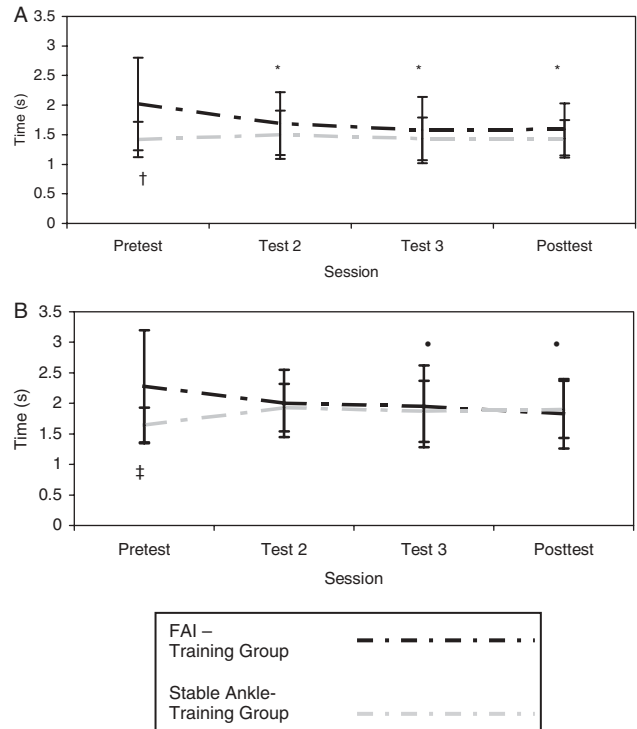 A
3.5
3
2.5
2
1.5
1
0.5
0
Time (s)
* * *
†
Pretest Test 2 Test 3 Posttest
Session
B
3.5
3
2.5
2
1.5
1
0.5
0
Time (s)
• •
‡
Pretest Test 2 Test 3 Posttest
Session
FAI –
Training Group
Stable Ankle-
Training Group